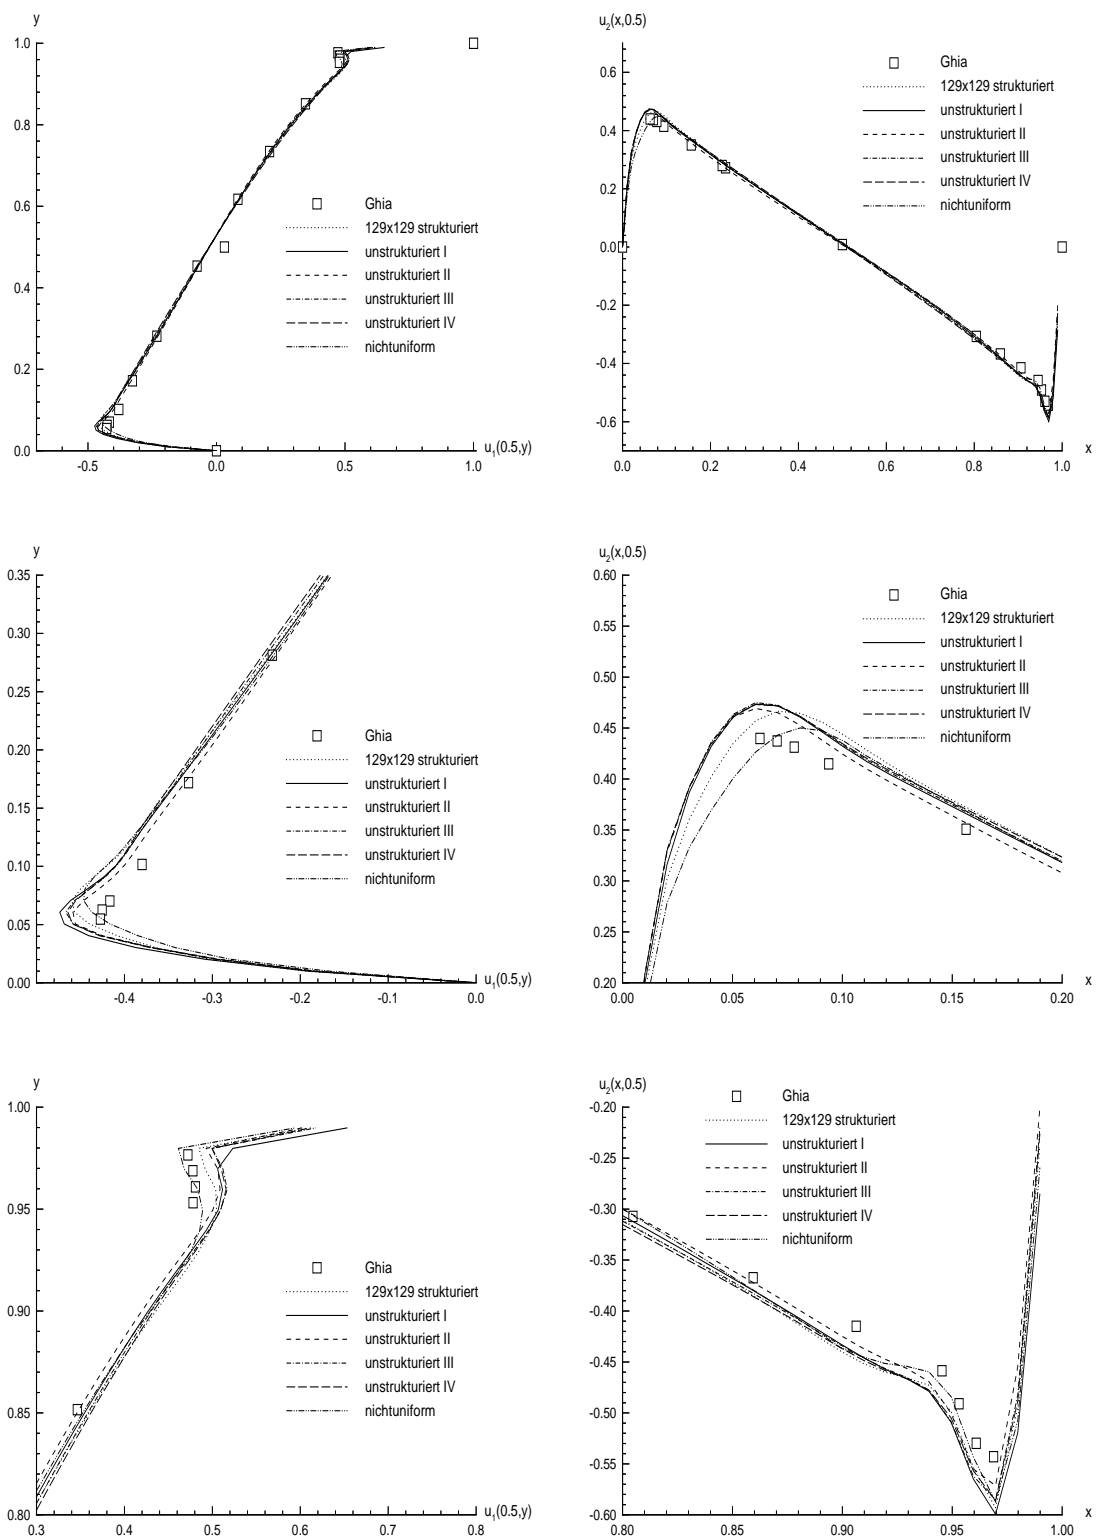 y
1.0
0.8
0.6
0.4
0.2
0.0
-0.5
0.0
0.5
1.0
u1(0.5,y)
Ghia
129x129 strukturiert
unstrukturiert I
unstrukturiert II
unstrukturiert III
unstrukturiert IV
nichtuniform
u2(x,0.5)
0.6
0.4
0.2
0.0
-0.2
-0.4
-0.6
0.0
0.2
0.4
0.6
0.8
1.0
x
Ghia
129x129 strukturiert
unstrukturiert I
unstrukturiert II
unstrukturiert III
unstrukturiert IV
nichtuniform
y
0.35
0.30
0.25
0.20
0.15
0.10
0.05
0.00
-0.4
-0.3
-0.2
-0.1
0.0
u1(0.5,y)
Ghia
129x129 strukturiert
unstrukturiert I
unstrukturiert II
unstrukturiert III
unstrukturiert IV
nichtuniform
u2(x,0.5)
0.60
0.55
0.50
0.45
0.40
0.35
0.30
0.25
0.20
0.00
0.05
0.10
0.15
0.20
x
Ghia
129x129 strukturiert
unstrukturiert I
unstrukturiert II
unstrukturiert III
unstrukturiert IV
nichtuniform
y
1.00
0.95
0.90
0.85
0.80
0.3
0.4
0.5
0.6
0.7
0.8
u1(0.5,y)
Ghia
129x129 strukturiert
unstrukturiert I
unstrukturiert II
unstrukturiert III
unstrukturiert IV
nichtuniform
u2(x,0.5)
-0.20
-0.25
-0.30
-0.35
-0.40
-0.45
-0.50
-0.55
-0.60
0.80
0.85
0.90
0.95
1.00
x
Ghia
129x129 strukturiert
unstrukturiert I
unstrukturiert II
unstrukturiert III
unstrukturiert IV
nichtuniform